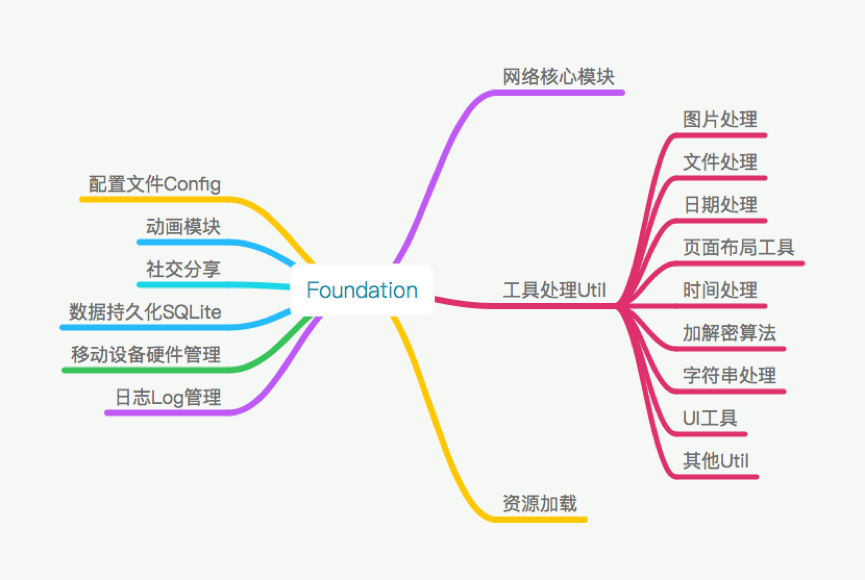 网络核心模块
图片处理
文件处理
配置文件Config
日期处理
动画模块
页面布局工具
社交分享
Foundation
工具处理Util
时间处理
数据持久化SQLite
加解密算法
移动设备硬件管理
字符串处理
日志Log管理
UI工具
其他Util
资源加载